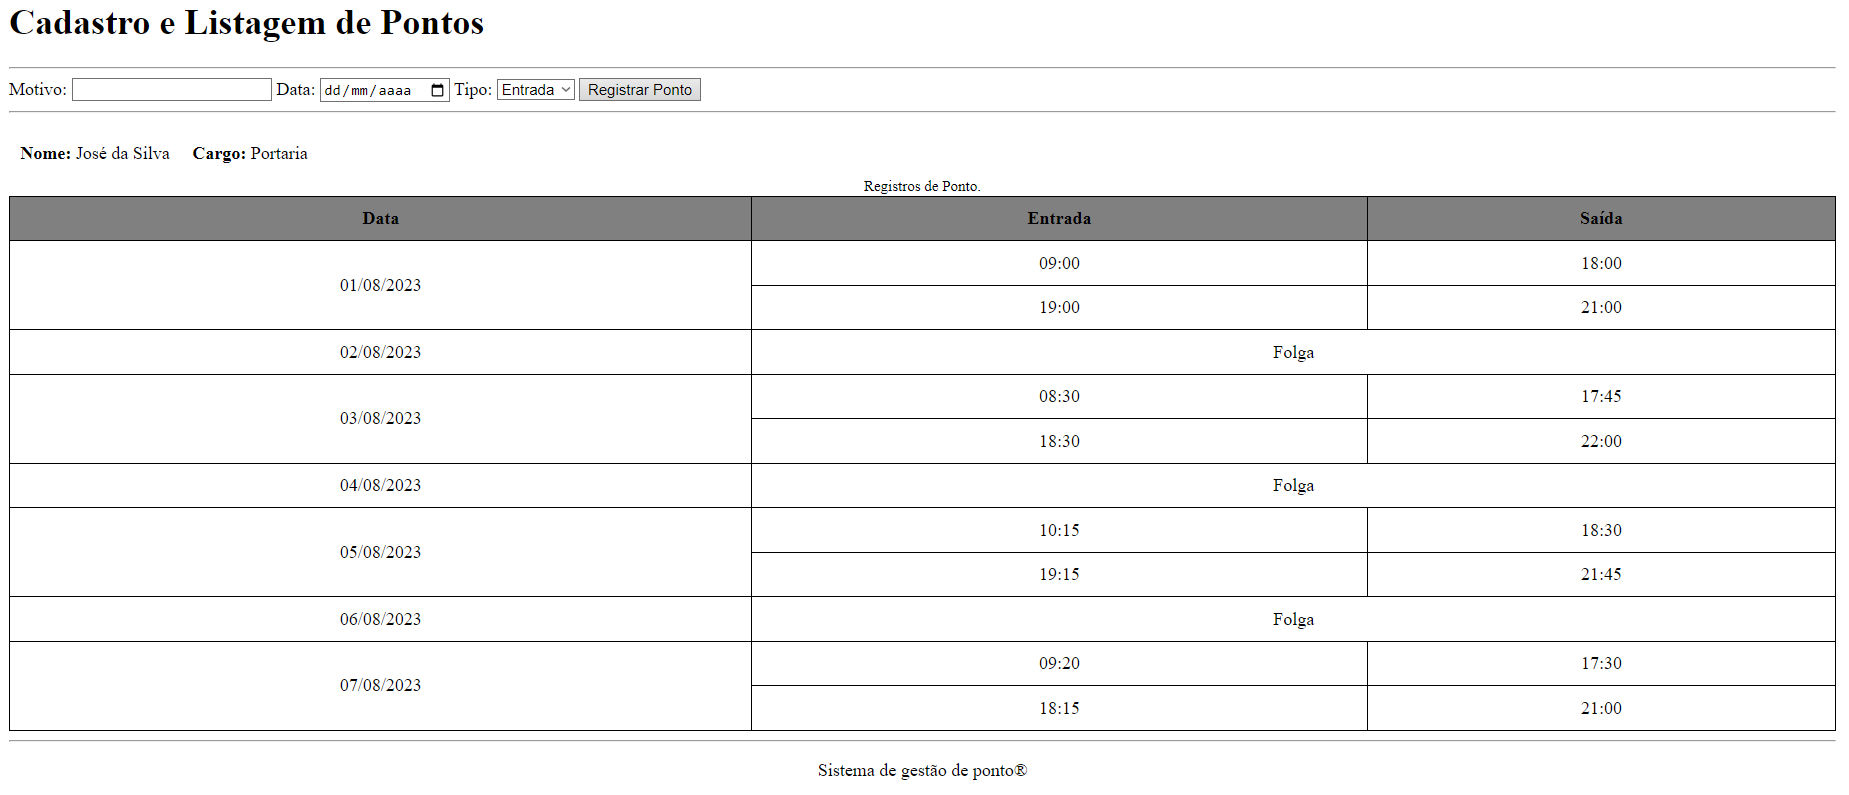 Cadastro e Listagem de Pontos
Motivo: Data: dd/mm/aaaa Tipo: Entrada Registrar Ponto
Nome: José da Silva Cargo: Portaria
Registros de Ponto.
Data Entrada Saída
01/08/2023 09:00 18:00
19:00 21:00
02/08/2023 Folga
03/08/2023 08:30 17:45
18:30 22:00
04/08/2023 Folga
05/08/2023 10:15 18:30
19:15 21:45
06/08/2023 Folga
07/08/2023 09:20 17:30
18:15 21:00
Sistema de gestão de ponto®